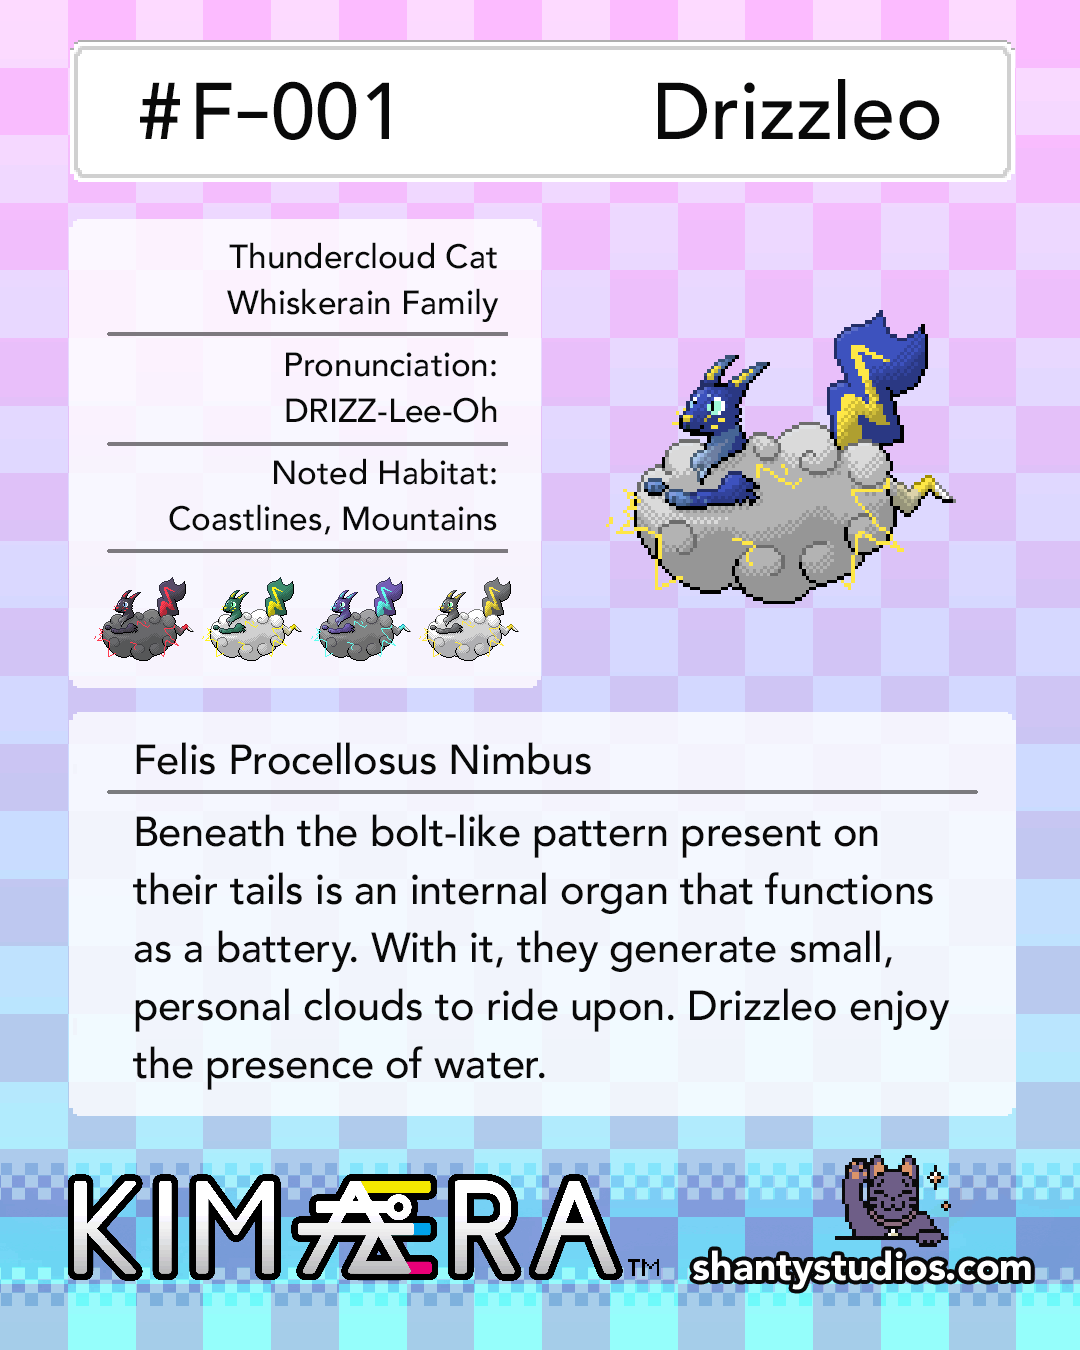 #F-001 Drizzleo
Thundercloud Cat
Whiskerain Family
Pronunciation:
DRIZZ-Lee-Oh
Noted Habitat:
Coastlines, Mountains
Felis Procellosus Nimbus
Beneath the bolt-like pattern present on
their tails is an internal organ that functions
as a battery. With it, they generate small,
personal clouds to ride upon. Drizzleo enjoy
the presence of water.
KIMÆRA™
shantystudios.com